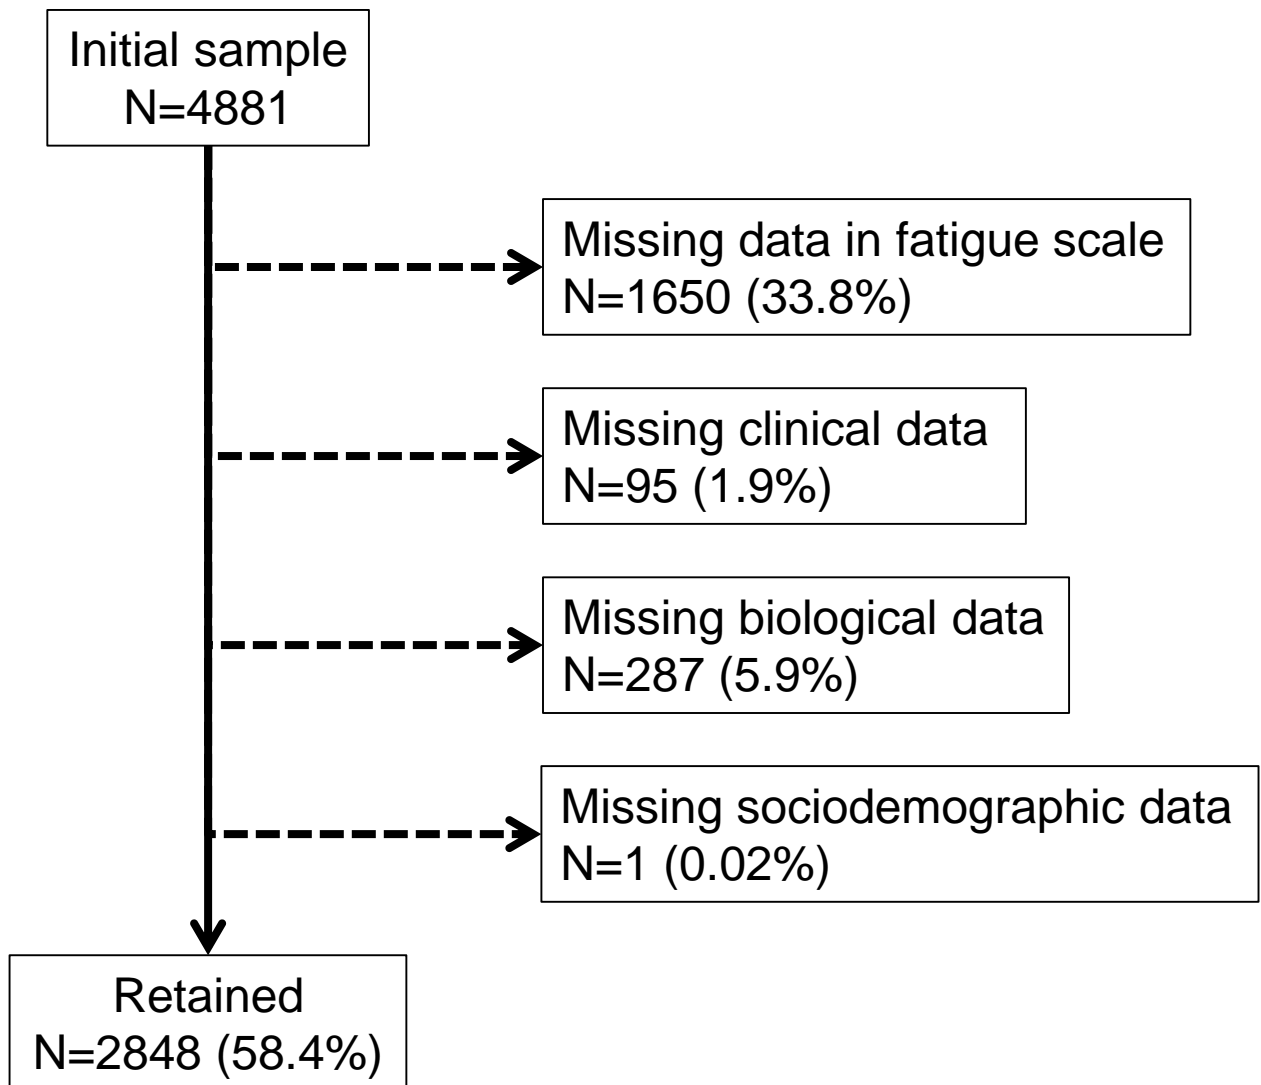 Initial sample
N=4881
Missing data in fatigue scale
N=1650 (33.8%)
Missing clinical data
N=95 (1.9%)
Missing biological data
N=287 (5.9%)
Missing sociodemographic data
N=1 (0.02%)
Retained
N=2848 (58.4%)